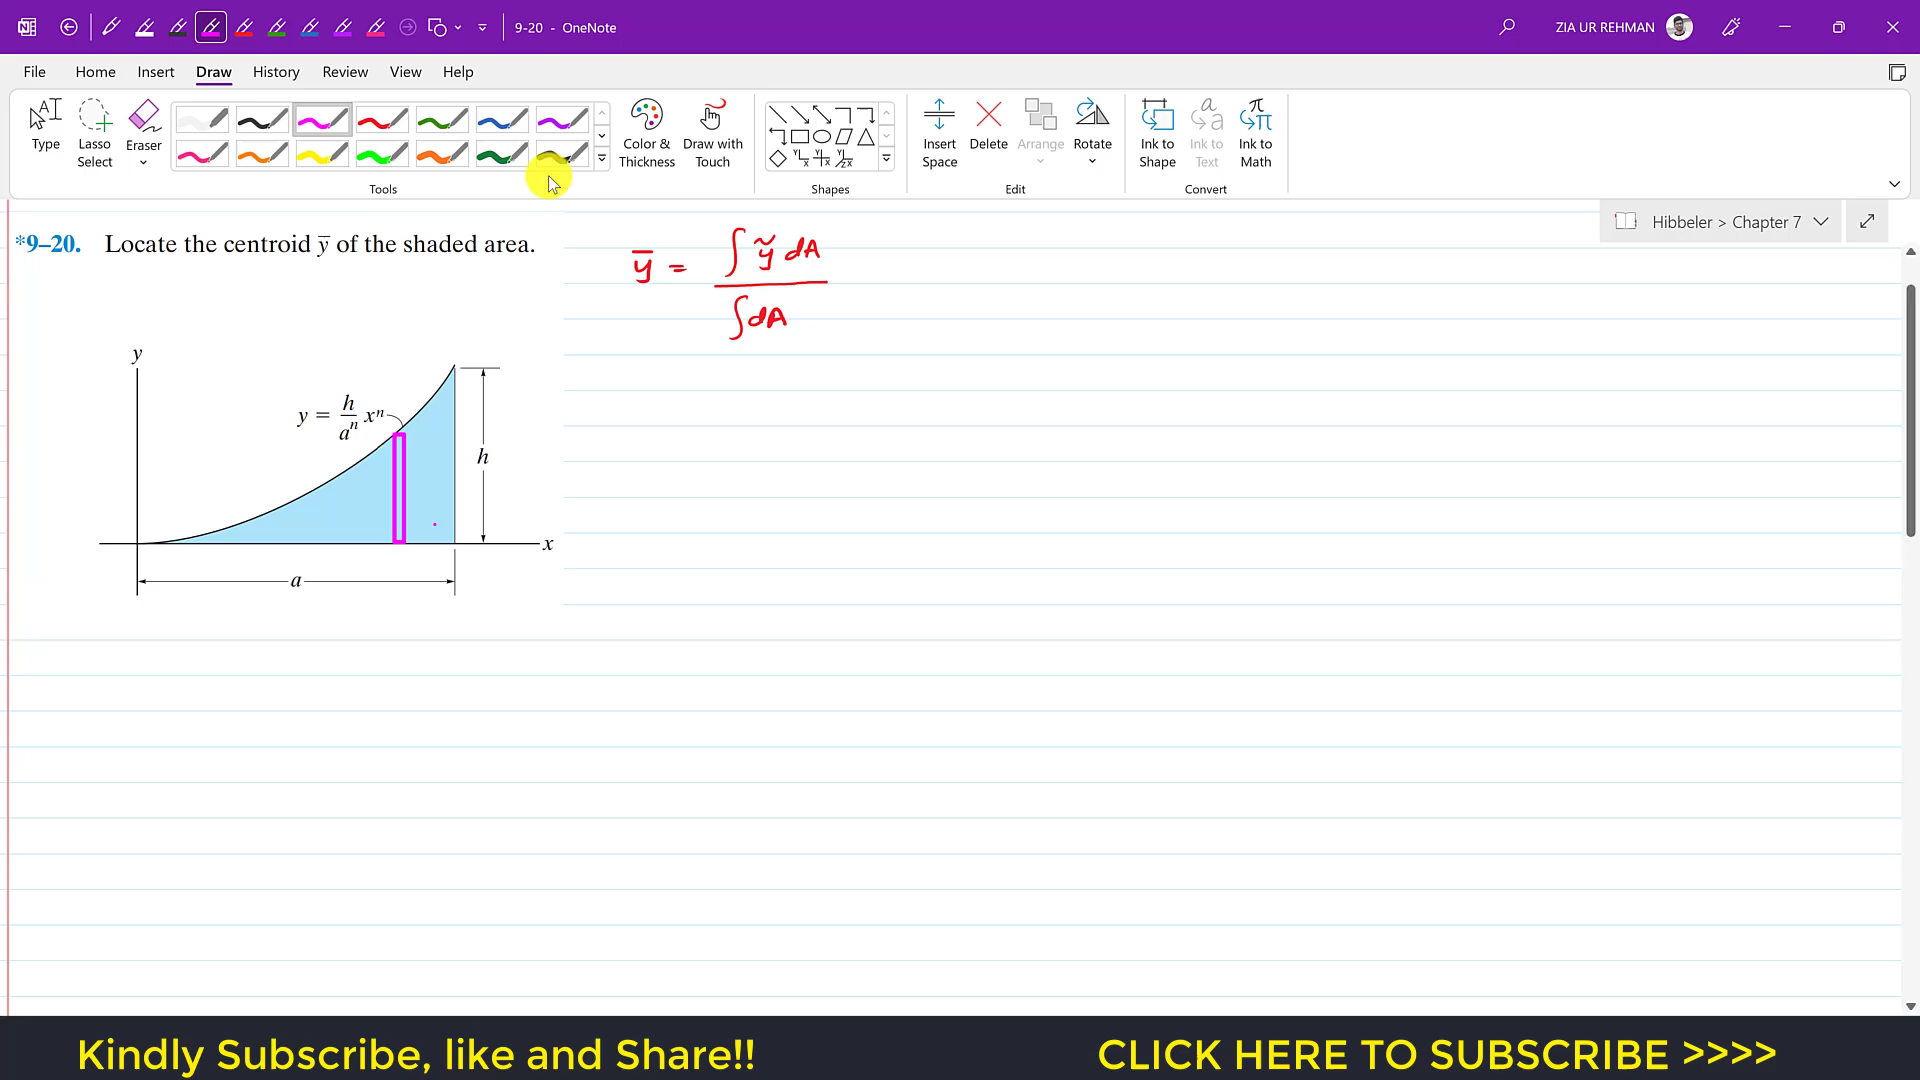 9-20 - OneNote
ZIA UR REHMAN
File Home Insert Draw History Review View Help
Type
Lasso Select
Eraser
Color & Thickness
Draw with Touch
Insert Space
Delete
Arrange
Rotate
Ink to Shape
Ink to Text
Ink to Math
Tools
Shapes
Edit
Convert
Hibbeler > Chapter 7
*9–20. Locate the centroid ȳ of the shaded area.
ȳ = ∫ ỹ dA / ∫ dA
y
y = h/aⁿ xⁿ
h
x
a
Kindly Subscribe, like and Share!!
CLICK HERE TO SUBSCRIBE >>>>